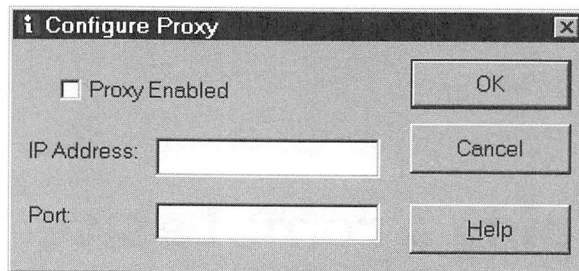 i Configure Proxy
Proxy Enabled
OK
IP Address:
Cancel
Port:
Help